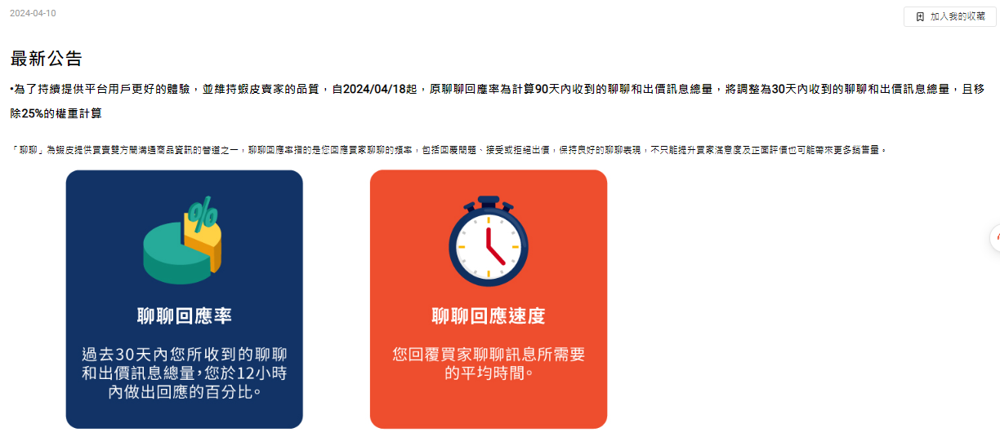 2024-04-10
加入我的收藏
最新公告
•為了持續提供平台用戶更好的體驗，並維持蝦皮賣家的品質，自2024/04/18起，原聊聊回應率為計算90天內收到的聊聊和出價訊息總量，將調整為30天內收到的聊聊和出價訊息總量，且移
除25%的權重計算
「聊聊」為蝦皮提供買賣雙方間溝通商品資訊的管道之一，聊聊回應率指的是您回應買家聊聊的頻率，包括回覆問題、接受或拒絕出價，保持良好的聊聊表現，不只能提升買家滿意度及正面評價也可能帶來更多銷售量。
%
聊聊回應率
過去30天內您所收到的聊聊
和出價訊息總量，您於12小時
內做出回應的百分比。
聊聊回應速度
您回覆買家聊聊訊息所需要
的平均時間。